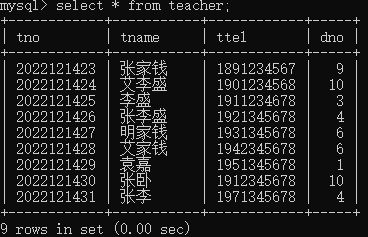 mysql> select * from teacher;
+------------+--------+------------+-----+
| tno | tname | ttel | dno |
+------------+--------+------------+-----+
| 2022121423 | 张家钱 | 1891234567 | 9 |
| 2022121424 | 艾李盛 | 1901234568 | 10 |
| 2022121425 | 李盛 | 1911234678 | 3 |
| 2022121426 | 张李盛 | 1921345678 | 4 |
| 2022121427 | 明家钱 | 1931345678 | 6 |
| 2022121428 | 艾家钱 | 1942345678 | 6 |
| 2022121429 | 袁嘉 | 1951345678 | 1 |
| 2022121430 | 张卧 | 1912345678 | 10 |
| 2022121431 | 张李 | 1971345678 | 4 |
+------------+--------+------------+-----+
9 rows in set (0.00 sec)